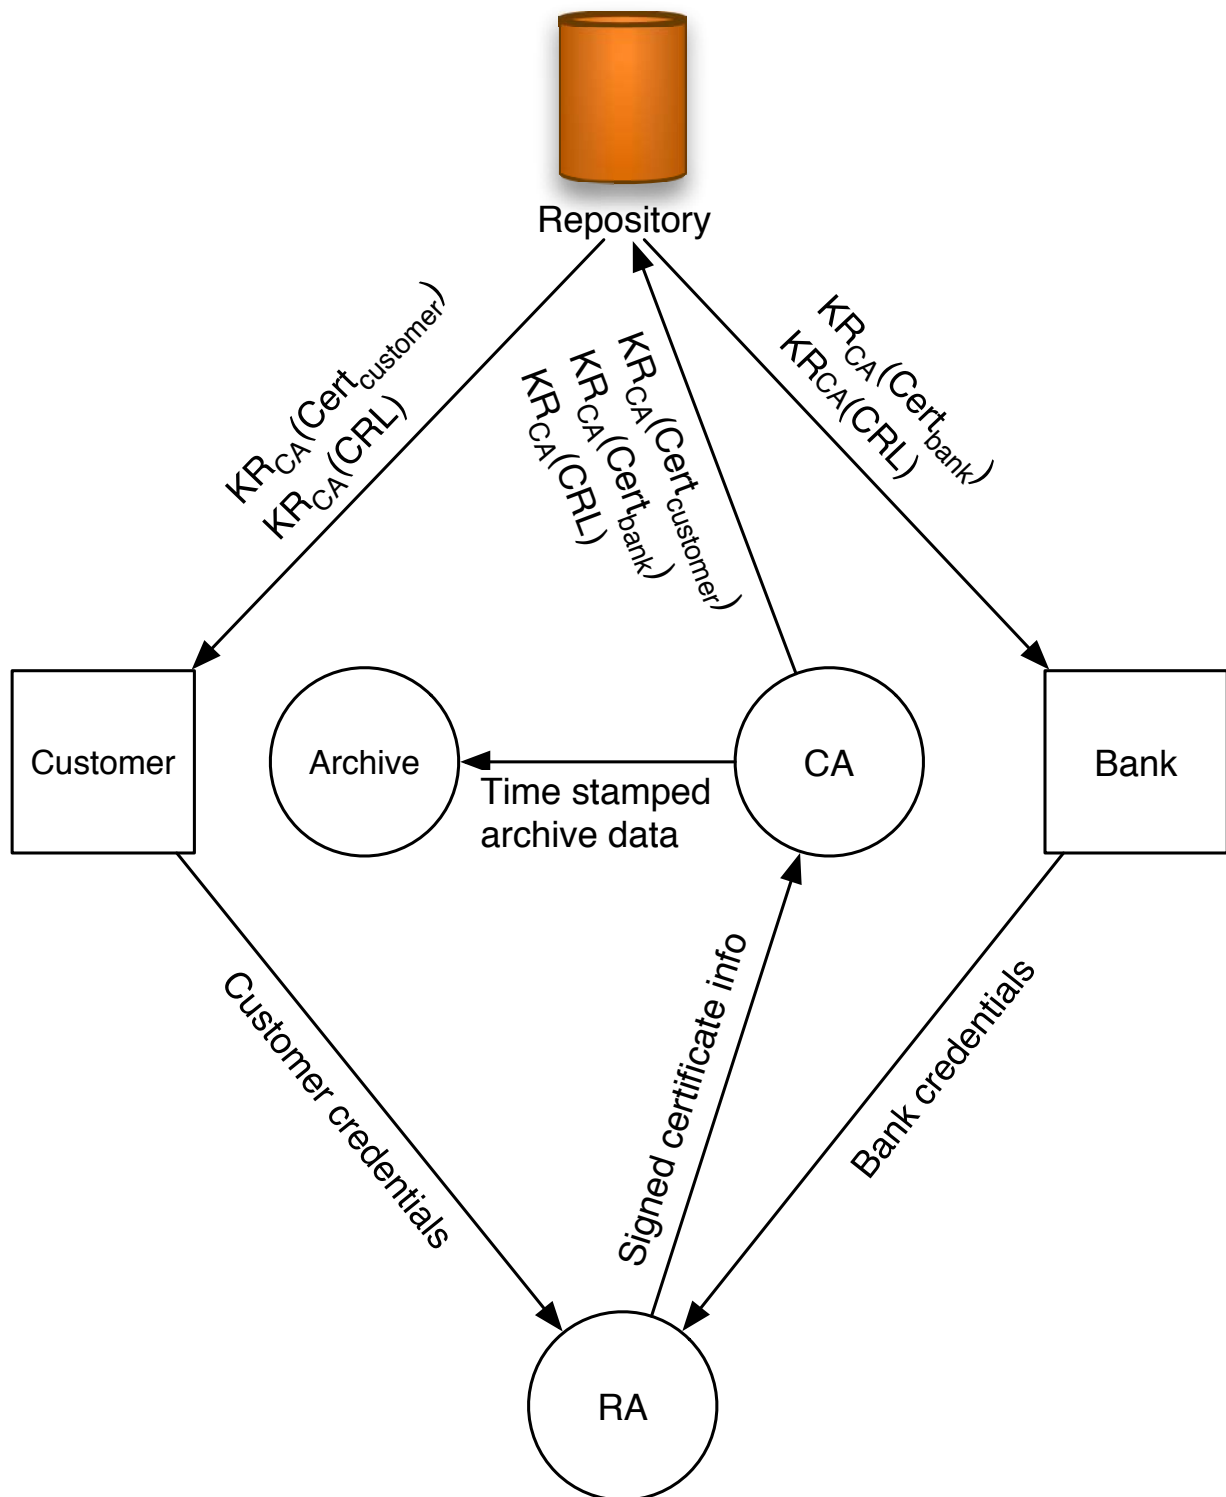 Repository
KR_CA(Cert_customer)
KR_CA(CRL)
KR_CA(Cert_customer)
KR_CA(Cert_bank)
KR_CA(CRL)
KR_CA(Cert_bank)
KRCA(CRL)
Customer
Archive
Time stamped
archive data
CA
Bank
Customer credentials
Signed certificate info
Bank credentials
RA